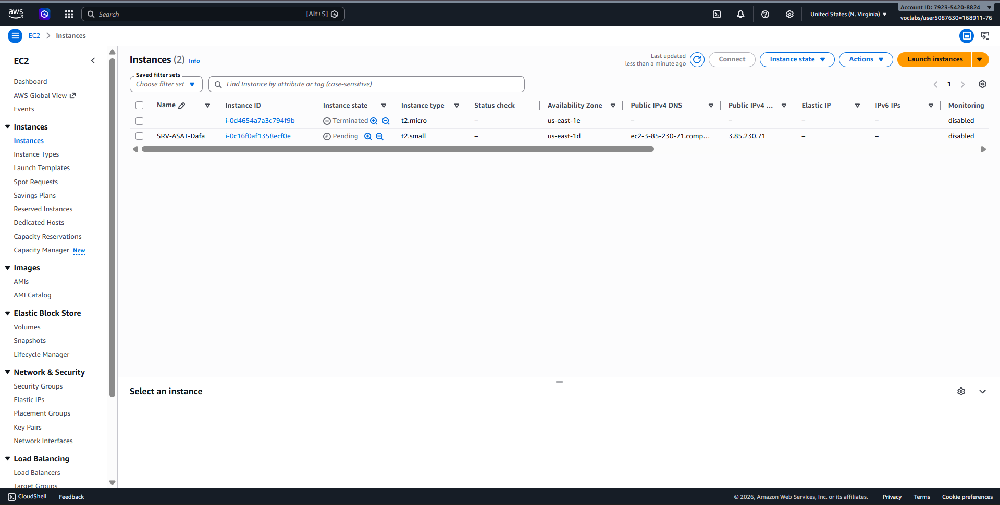 aws
Search [Alt+S]
United States (N. Virginia)
Account ID: 7923-5420-8824
voclabs/user5087630=168911-76
EC2 Instances
EC2
Dashboard
AWS Global View
Events
Instances
Instances
Instance Types
Launch Templates
Spot Requests
Savings Plans
Reserved Instances
Dedicated Hosts
Capacity Reservations
Capacity Manager New
Images
AMIs
AMI Catalog
Elastic Block Store
Volumes
Snapshots
Lifecycle Manager
Network & Security
Security Groups
Elastic IPs
Placement Groups
Key Pairs
Network Interfaces
Load Balancing
Load Balancers
Target Groups
Instances (2) Info
Last updated
less than a minute ago
Connect
Instance state
Actions
Launch instances
Saved filter sets
Choose filter set
Find Instance by attribute or tag (case-sensitive)
1
Name Instance ID Instance state Instance type Status check Availability Zone Public IPv4 DNS Public IPv4 ... Elastic IP IPv6 IPs Monitoring
i-0d4654a7a3c794f9b Terminated t2.micro – us-east-1e – – – – disabled
SRV-ASAT-Dafa i-0c16f0af1358ecf0e Pending t2.small – us-east-1d ec2-3-85-230-71.comp... 3.85.230.71 – – disabled
Select an instance
CloudShell Feedback
© 2026, Amazon Web Services, Inc. or its affiliates. Privacy Terms Cookie preferences